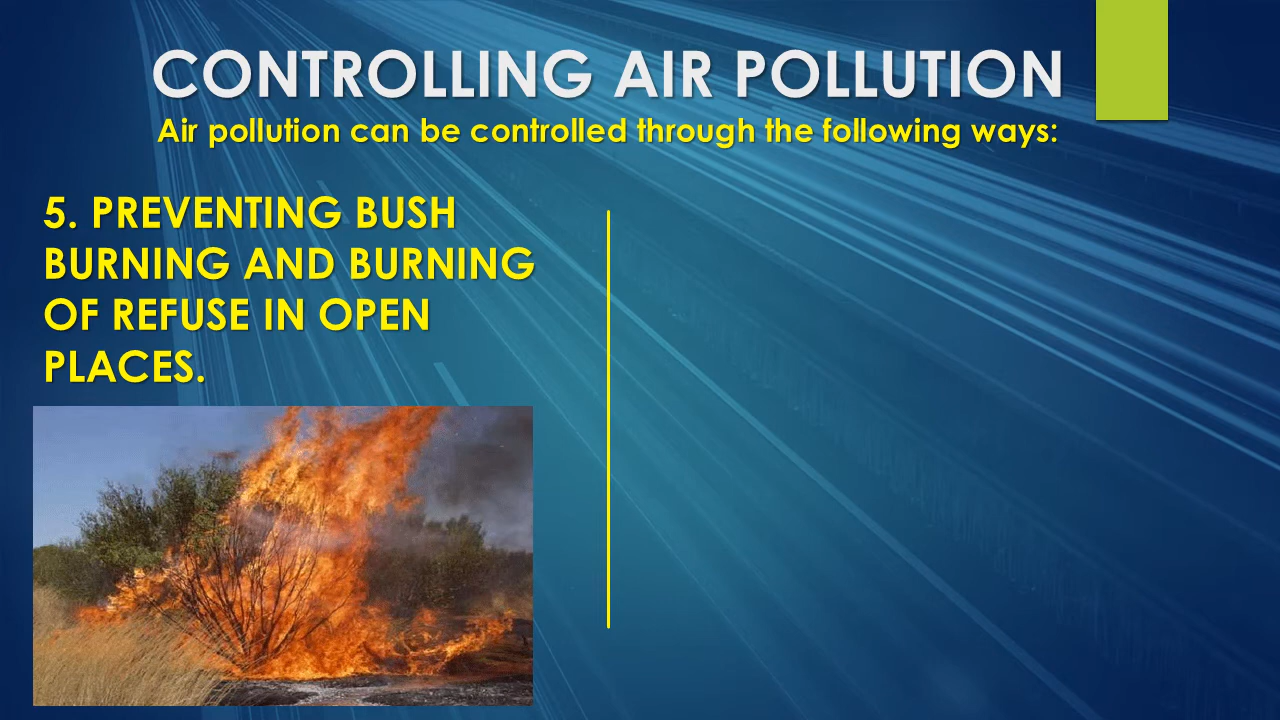 CONTROLLING AIR POLLUTION
Air pollution can be controlled through the following ways:
5. PREVENTING BUSH
BURNING AND BURNING
OF REFUSE IN OPEN
PLACES.